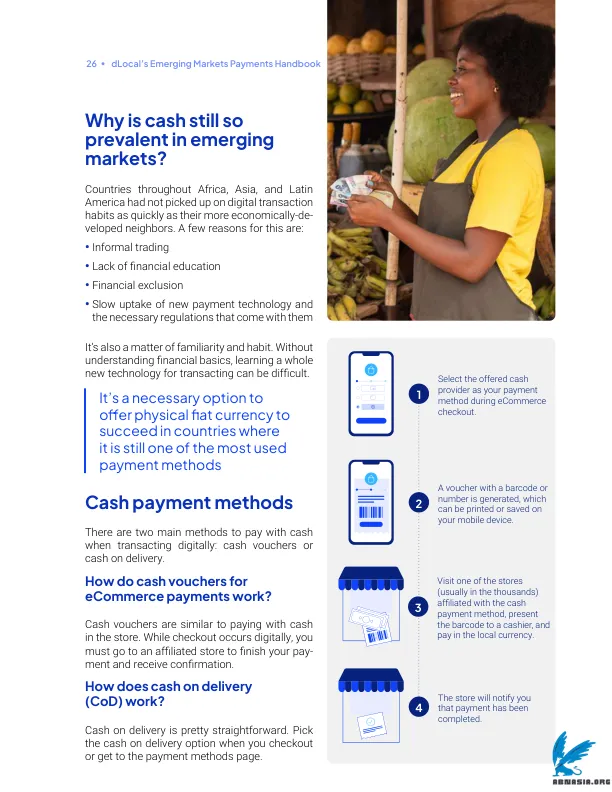 26 • dLocal's Emerging Markets Payments Handbook
Why is cash still so
prevalent in emerging
markets?
Countries throughout Africa, Asia, and Latin
America had not picked up on digital transaction
habits as quickly as their more economically-de-
veloped neighbors. A few reasons for this are:
• Informal trading
• Lack of financial education
• Financial exclusion
• Slow uptake of new payment technology and
the necessary regulations that come with them
It's also a matter of familiarity and habit. Without
understanding financial basics, learning a whole
new technology for transacting can be difficult.
It's a necessary option to
offer physical fiat currency to
succeed in countries where
it is still one of the most used
payment methods
Cash payment methods
There are two main methods to pay with cash
when transacting digitally: cash vouchers or
cash on delivery.
How do cash vouchers for
eCommerce payments work?
Cash vouchers are similar to paying with cash
in the store. While checkout occurs digitally, you
must go to an affiliated store to finish your pay-
ment and receive confirmation.
How does cash on delivery
(CoD) work?
Cash on delivery is pretty straightforward. Pick
the cash on delivery option when you checkout
or get to the payment methods page.
1
Select the offered cash
provider as your payment
method during eCommerce
checkout.
2
A voucher with a barcode or
number is generated, which
can be printed or saved on
your mobile device.
3
Visit one of the stores
(usually in the thousands)
affiliated with the cash
payment method, present
the barcode to a cashier, and
pay in the local currency.
4
The store will notify you
that payment has been
completed.
ABNASIA.ORG